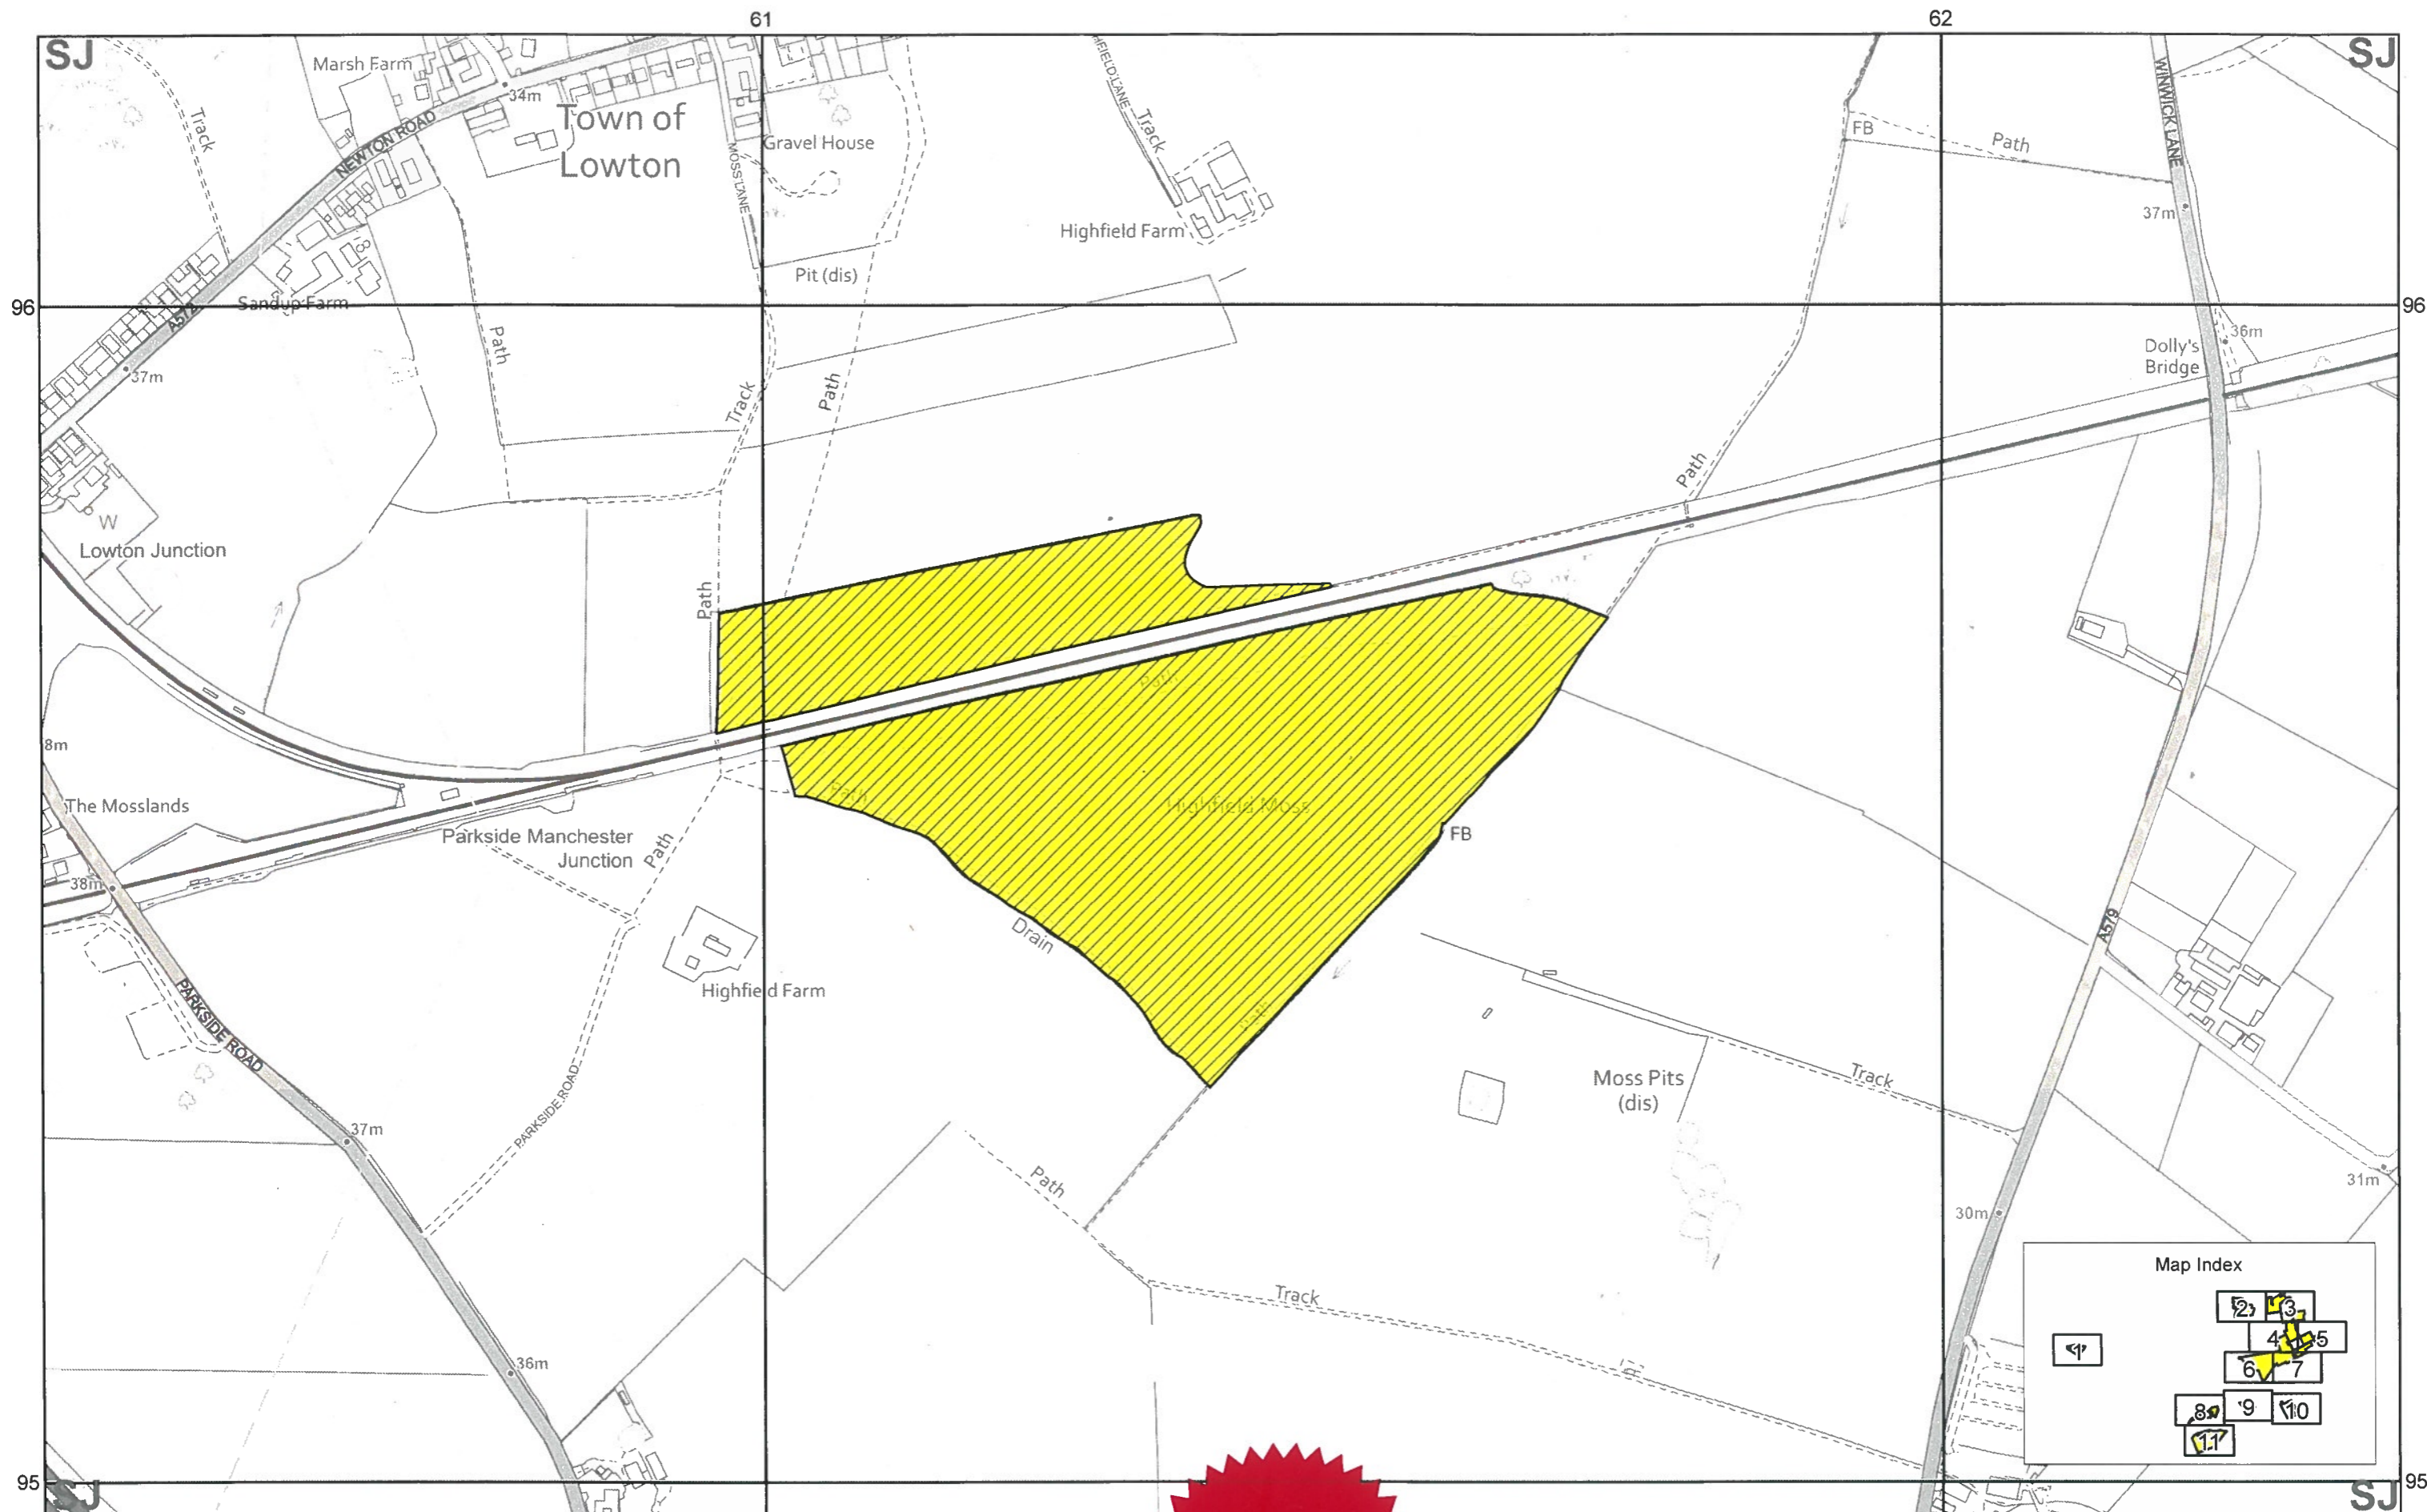 61
62
SJ
SJ
Marsh Farm
34m
Town of
Lowton
NEWTON ROAD
Track
Gravel House
MOSS LANE
HFIELD LANE
Track
Highfield Farm
FB
Path
WINWICK LANE
37m
Pit (dis)
Sandup Farm
96
96
A572
37m
Path
Track
Path
36m
Dolly's
Bridge
Path
W
Lowton Junction
Path
Path
8m
The Mosslands
Path
Highfield Moss
Parkside Manchester
Junction
Path
FB
38m
Drain
A579
Highfield Farm
PARKSIDE ROAD
Path
Moss Pits
(dis)
Track
PARKSIDE ROAD
37m
Path
31m
30m
Track
36m
Map Index
2
3
4
5
1
6
7
8
9
10
11
95
95
SJ
SJ